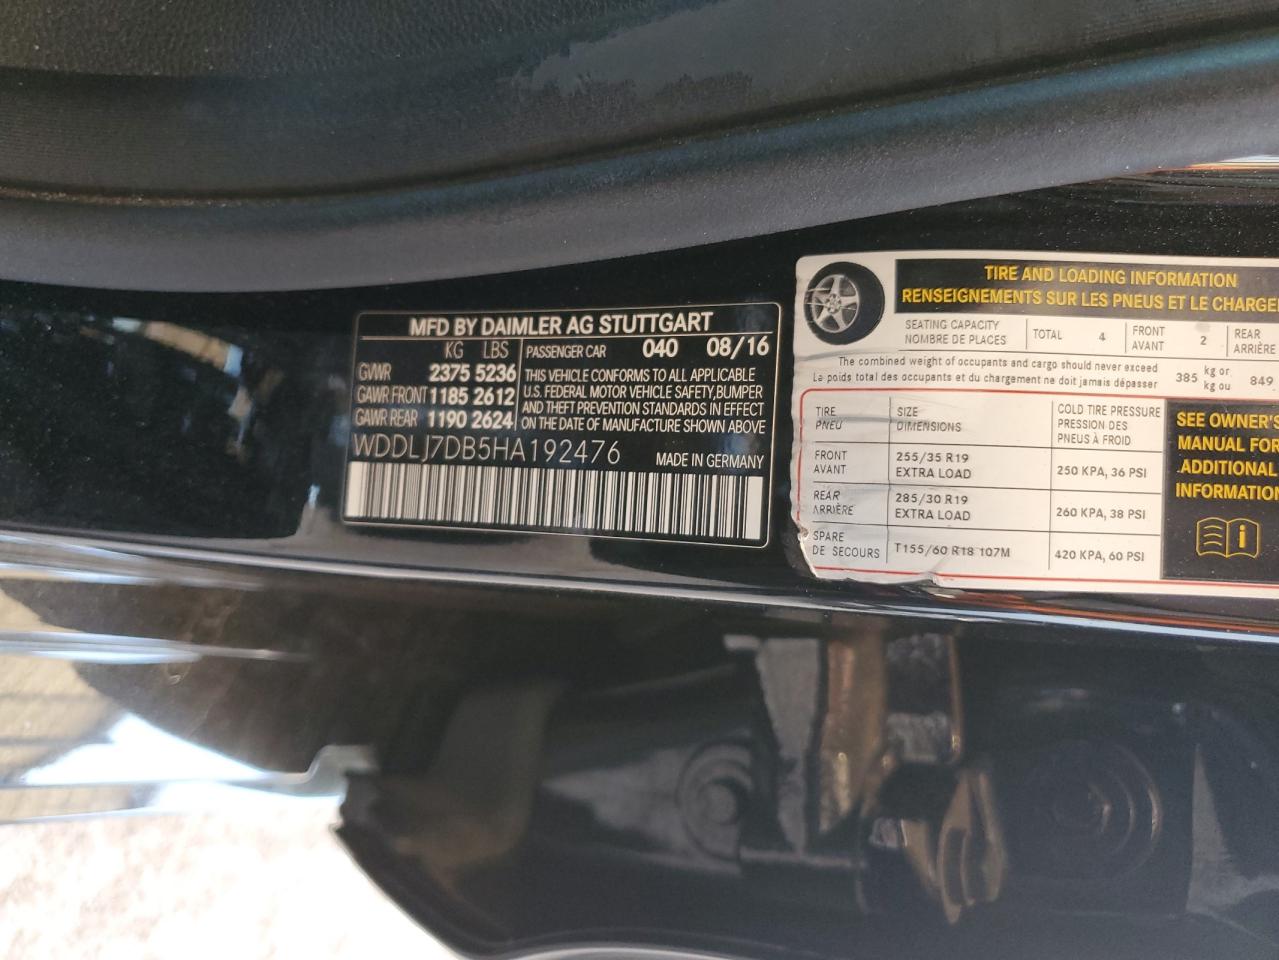 MFD BY DAIMLER AG STUTTGART
KG LBS
GVWR 2375 5236
GAWR FRONT 1185 2612
GAWR REAR 1190 2624
PASSENGER CAR 040 08/16
THIS VEHICLE CONFORMS TO ALL APPLICABLE
U.S. FEDERAL MOTOR VEHICLE SAFETY,BUMPER
AND THEFT PREVENTION STANDARDS IN EFFECT
ON THE DATE OF MANUFACTURE SHOWN ABOVE
WDDLJ7DB5HA192476
MADE IN GERMANY
TIRE AND LOADING INFORMATION
RENSEIGNEMENTS SUR LES PNEUS ET LE CHARGE
SEATING CAPACITY
NOMBRE DE PLACES
TOTAL 4
FRONT
AVANT 2
REAR
ARRIÈRE
The combined weight of occupants and cargo should never exceed
Le poids total des occupants et du chargement ne doit jamais dépasser
385 kg or
kg ou 849
TIRE
PNEU
SIZE
DIMENSIONS
COLD TIRE PRESSURE
PRESSION DES
PNEUS À FROID
FRONT
AVANT
255/35 R19
EXTRA LOAD
250 KPA, 36 PSI
REAR
ARRIÈRE
285/30 R19
EXTRA LOAD
260 KPA, 38 PSI
SPARE
DE SECOURS
T155/60 R18 107M
420 KPA, 60 PSI
SEE OWNER'S
MANUAL FOR
ADDITIONAL
INFORMATION